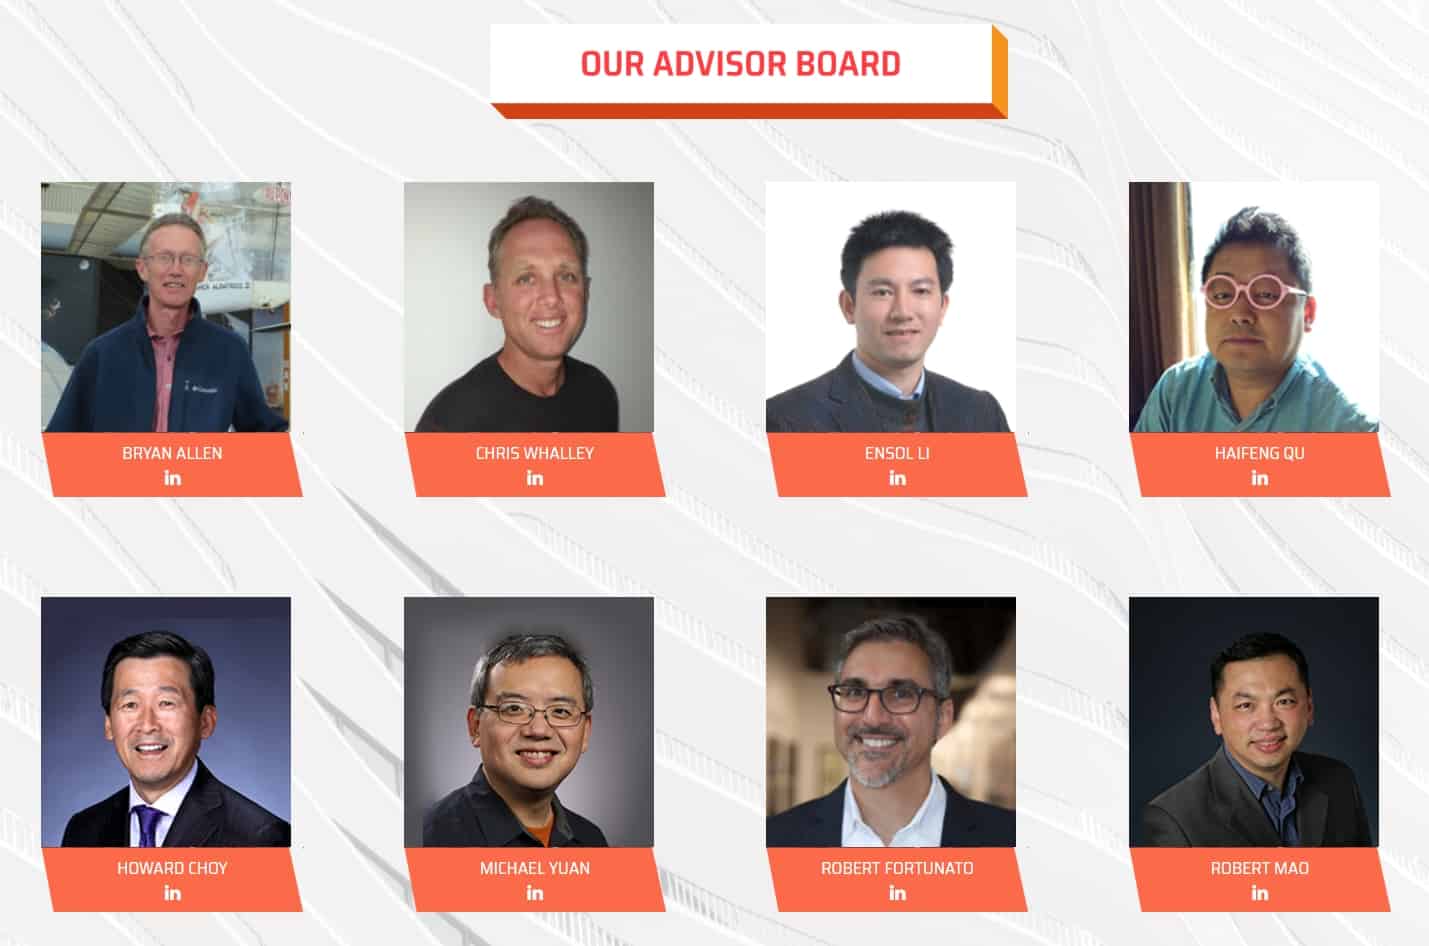 OUR ADVISOR BOARD
BRYAN ALLEN
in
CHRIS WHALLEY
in
ENSOL LI
in
HAIFENG QU
in
HOWARD CHOY
in
MICHAEL YUAN
in
ROBERT FORTUNATO
in
ROBERT MAO
in